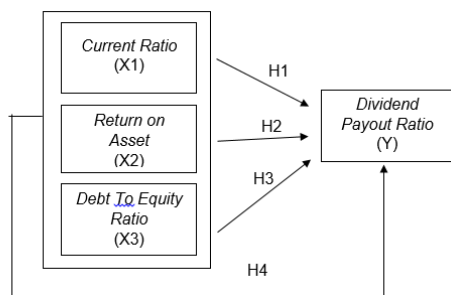 Current Ratio
(X1)
H1
Return on
Asset
(X2)
H2
Dividend
Payout Ratio
(Y)
Debt To Equity
Ratio
(X3)
H3
H4